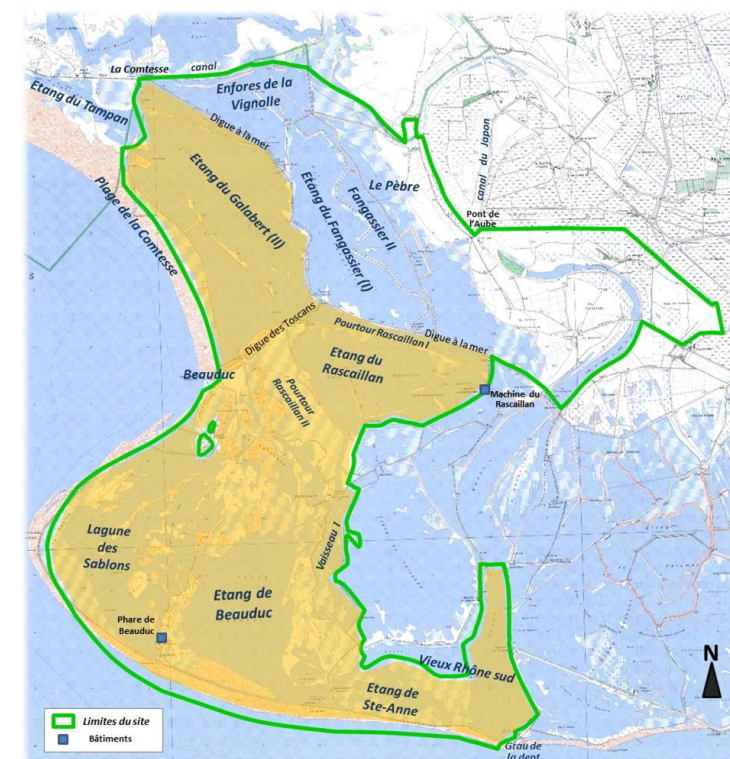 La Comtesse
canal
Enfores de la
Vignolle
Etang du Tampan
Digue à la mer
Etang du Galabert (II)
Plage de la Comtesse
Etang du Fangassier (I)
Fangassier II
Le Pèbre
canal du Japon
Pont de
l'Aube
Digue des Toscans
Pourtour Rascaillan I
Digue à la mer
Etang du
Rascaillan
Beauduc
Pourtour
Rascaillan II
Machine du
Rascaillan
Lagune
des
Sablons
Vaisseau I
Etang de
Beauduc
Phare de
Beauduc
Vieux Rhône sud
Etang de
Ste-Anne
N
Limites du site
Bâtiments
Grau de
la dent